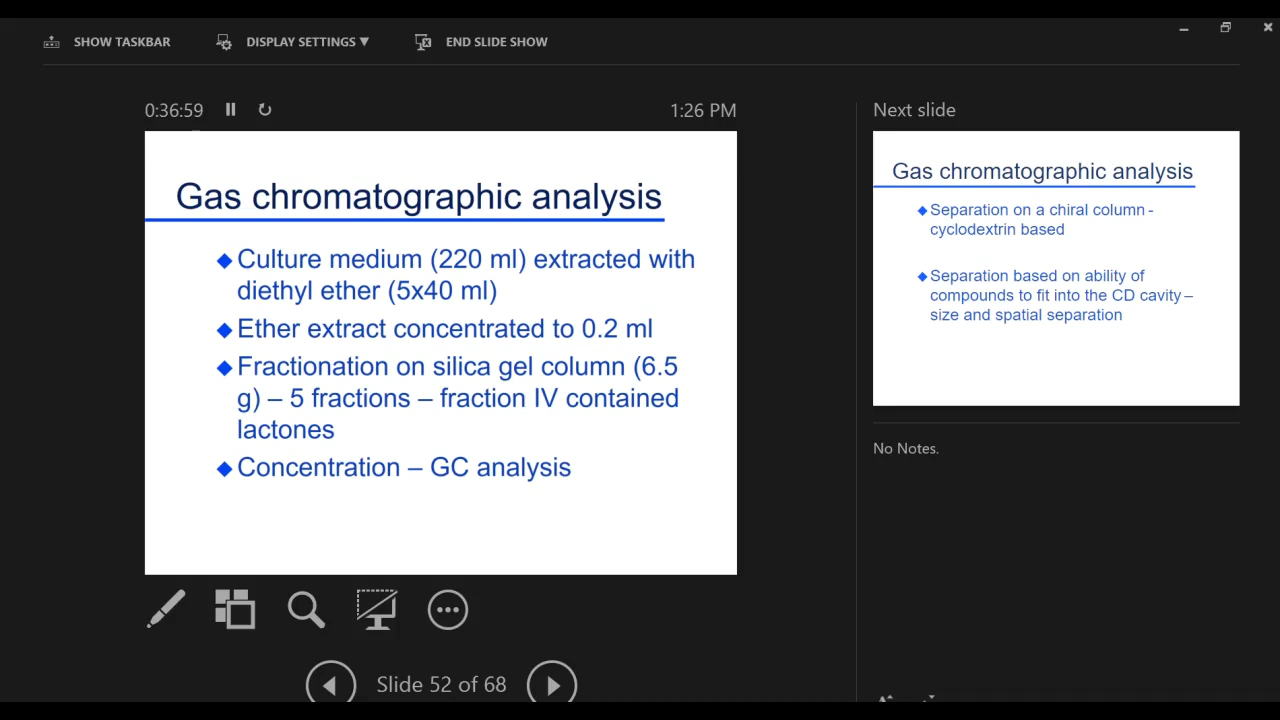 SHOW TASKBAR DISPLAY SETTINGS ▼ END SLIDE SHOW
0:36:59 1:26 PM
Gas chromatographic analysis
◆Culture medium (220 ml) extracted with
diethyl ether (5x40 ml)
◆Ether extract concentrated to 0.2 ml
◆Fractionation on silica gel column (6.5
g) – 5 fractions – fraction IV contained
lactones
◆Concentration – GC analysis
Slide 52 of 68
Next slide
Gas chromatographic analysis
◆Separation on a chiral column -
cyclodextrin based
◆Separation based on ability of
compounds to fit into the CD cavity –
size and spatial separation
No Notes.